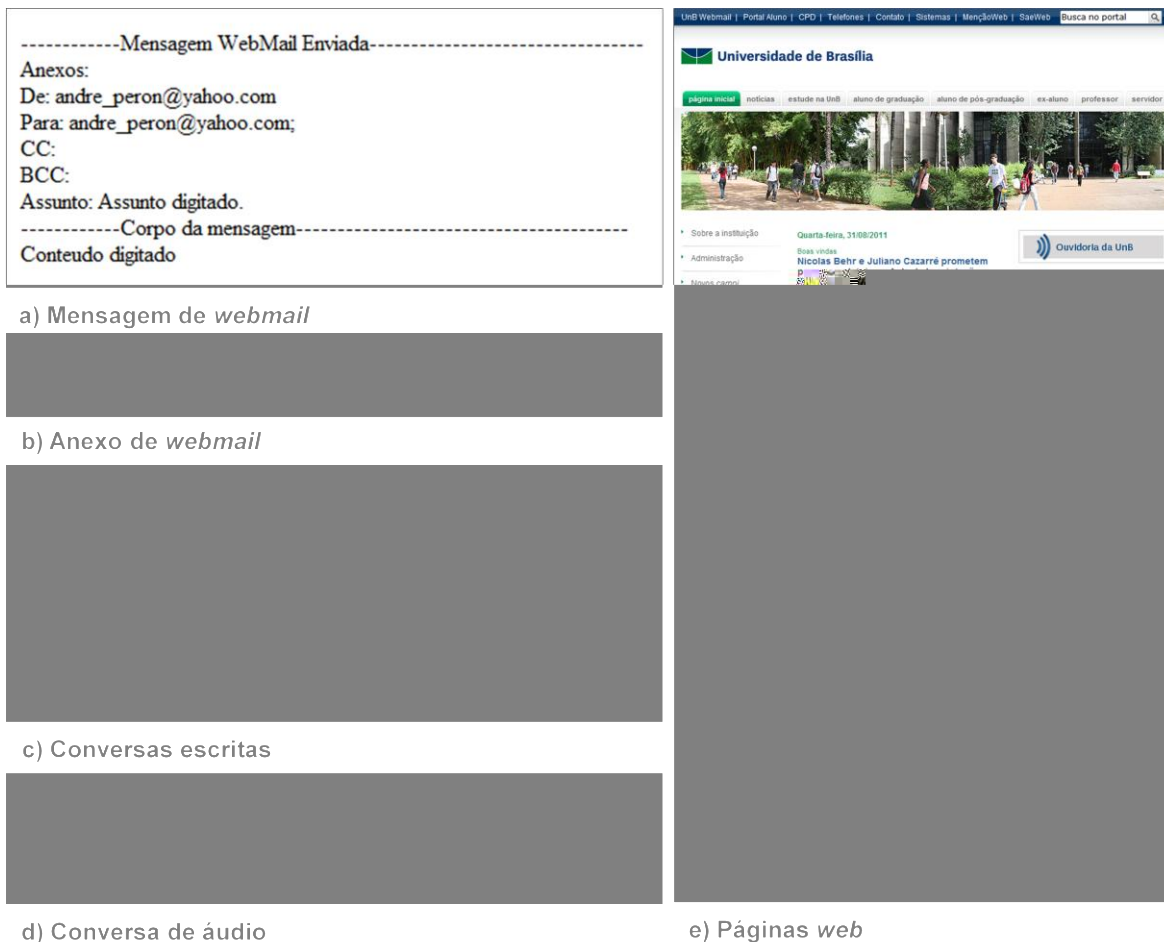 ------------Mensagem WebMail Enviada---------------------------------
Anexos:
De: andre_peron@yahoo.com
Para: andre_peron@yahoo.com;
CC:
BCC:
Assunto: Assunto digitado.
------------Corpo da mensagem----------------------------------------
Conteudo digitado
a) Mensagem de webmail
b) Anexo de webmail
c) Conversas escritas
d) Conversa de áudio
UnB Webmail | Portal Aluno | CPD | Telefones | Contato | Sistemas | MençãoWeb | SaeWeb Busca no portal
Universidade de Brasília
página inicial notícias estude na UnB aluno de graduação aluno de pós-graduação ex-aluno professor servidor
Sobre a instituição
Administração
Novos campi
Quarta-feira, 31/08/2011
Boas vindas
Nicolas Behr e Juliano Cazarré prometem
Ouvidoria da UnB
e) Páginas web